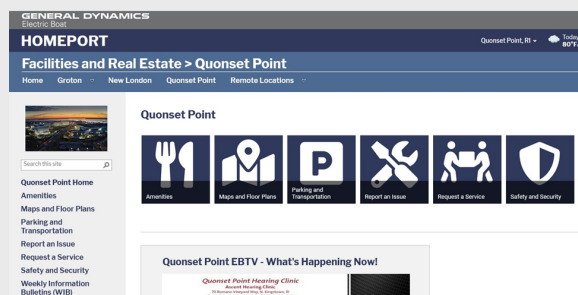 GENERAL DYNAMICS
Electric Boat
HOMEPORT
Quonset Point, RI
Today
80°F
Facilities and Real Estate > Quonset Point
Home Groton New London Quonset Point Remote Locations
Quonset Point
Search this site
Amenities
Maps and Floor Plans
P
Parking and
Transportation
Report an Issue
Request a Service
Safety and Security
Quonset Point Home
Amenities
Maps and Floor Plans
Parking and
Transportation
Report an Issue
Request a Service
Safety and Security
Weekly Information
Bulletins (WIB)
Quonset Point EBTV - What's Happening Now!
Quonset Point Hearing Clinic
Ascent Hearing Clinic